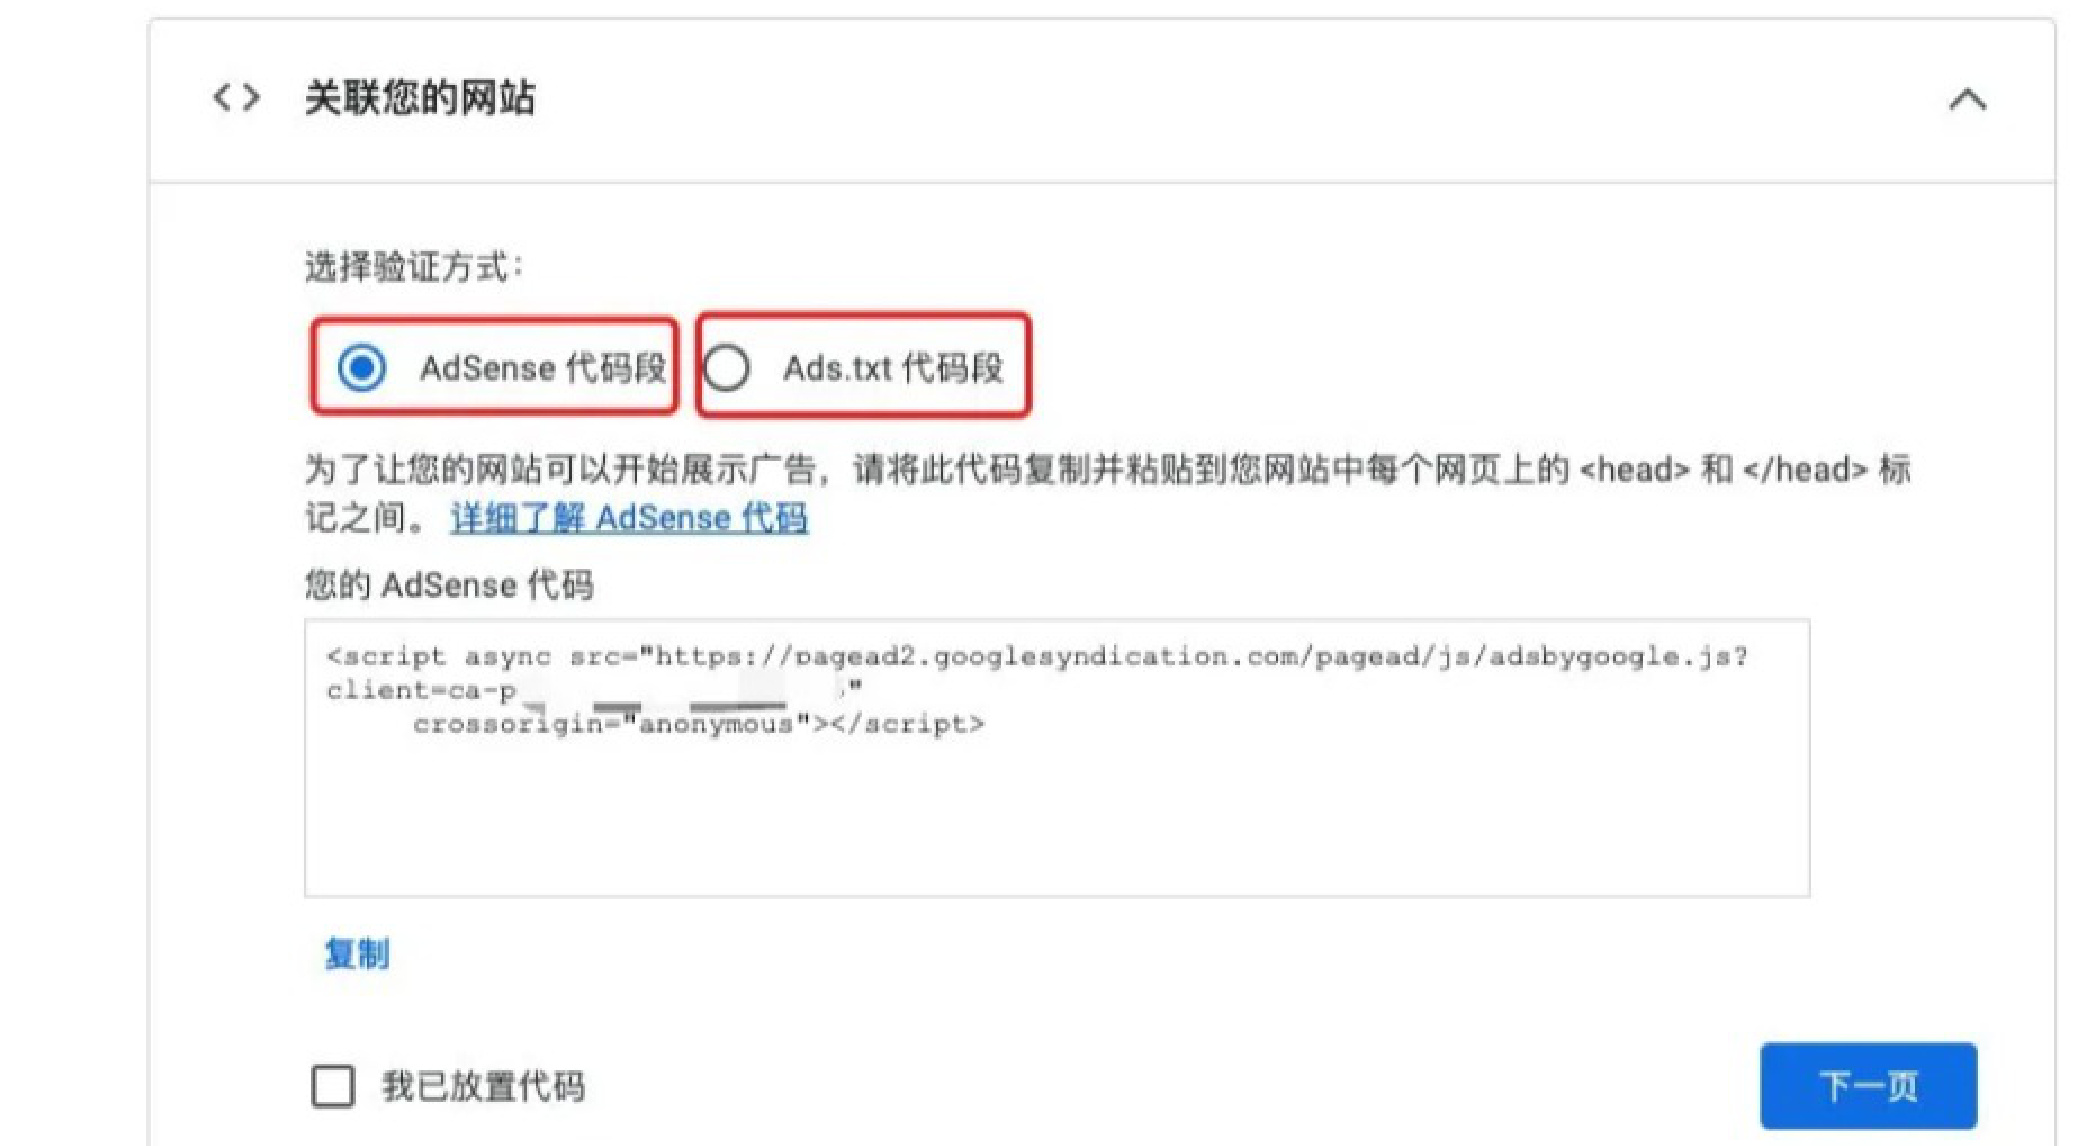 <> 关联您的网站
选择验证方式：
AdSense 代码段 Ads.txt 代码段
为了让您的网站可以开始展示广告，请将此代码复制并粘贴到您网站中每个网页上的 <head> 和 </head> 标
记之间。 详细了解 AdSense 代码
您的 AdSense 代码
<script async src="https://pagead2.googlesyndication.com/pagead/js/adsbygoogle.js?
client=ca-p "
crossorigin="anonymous"></script>
复制
我已放置代码
下一页